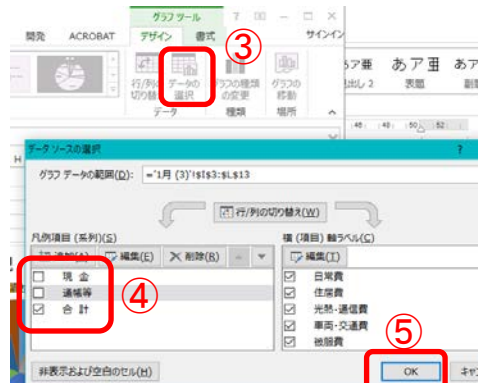 グラフ ツール ? － □ ×
開発 ACROBAT デザイン 書式 サインイン
③
行/列の切り替え データの選択 グラフの種類の変更 グラフの移動
データ 種類 場所
あア亜 あア亜 あア
見出し 2 表題 副題
48 50 52
H
データ ソースの選択 ?
グラフ データの範囲(D): ='1月 (3)'!$I$3:$L$13
行/列の切り替え(W)
凡例項目 (系列)(S) 横 (項目) 軸ラベル(C)
追加(A) 編集(E) 削除(R) 編集(I)
現 金 日常費
通帳等 住居費
合 計 光熱・通信費
④ 車両・交通費
⑤ 被服費
非表示および空白のセル(H) OK キャン